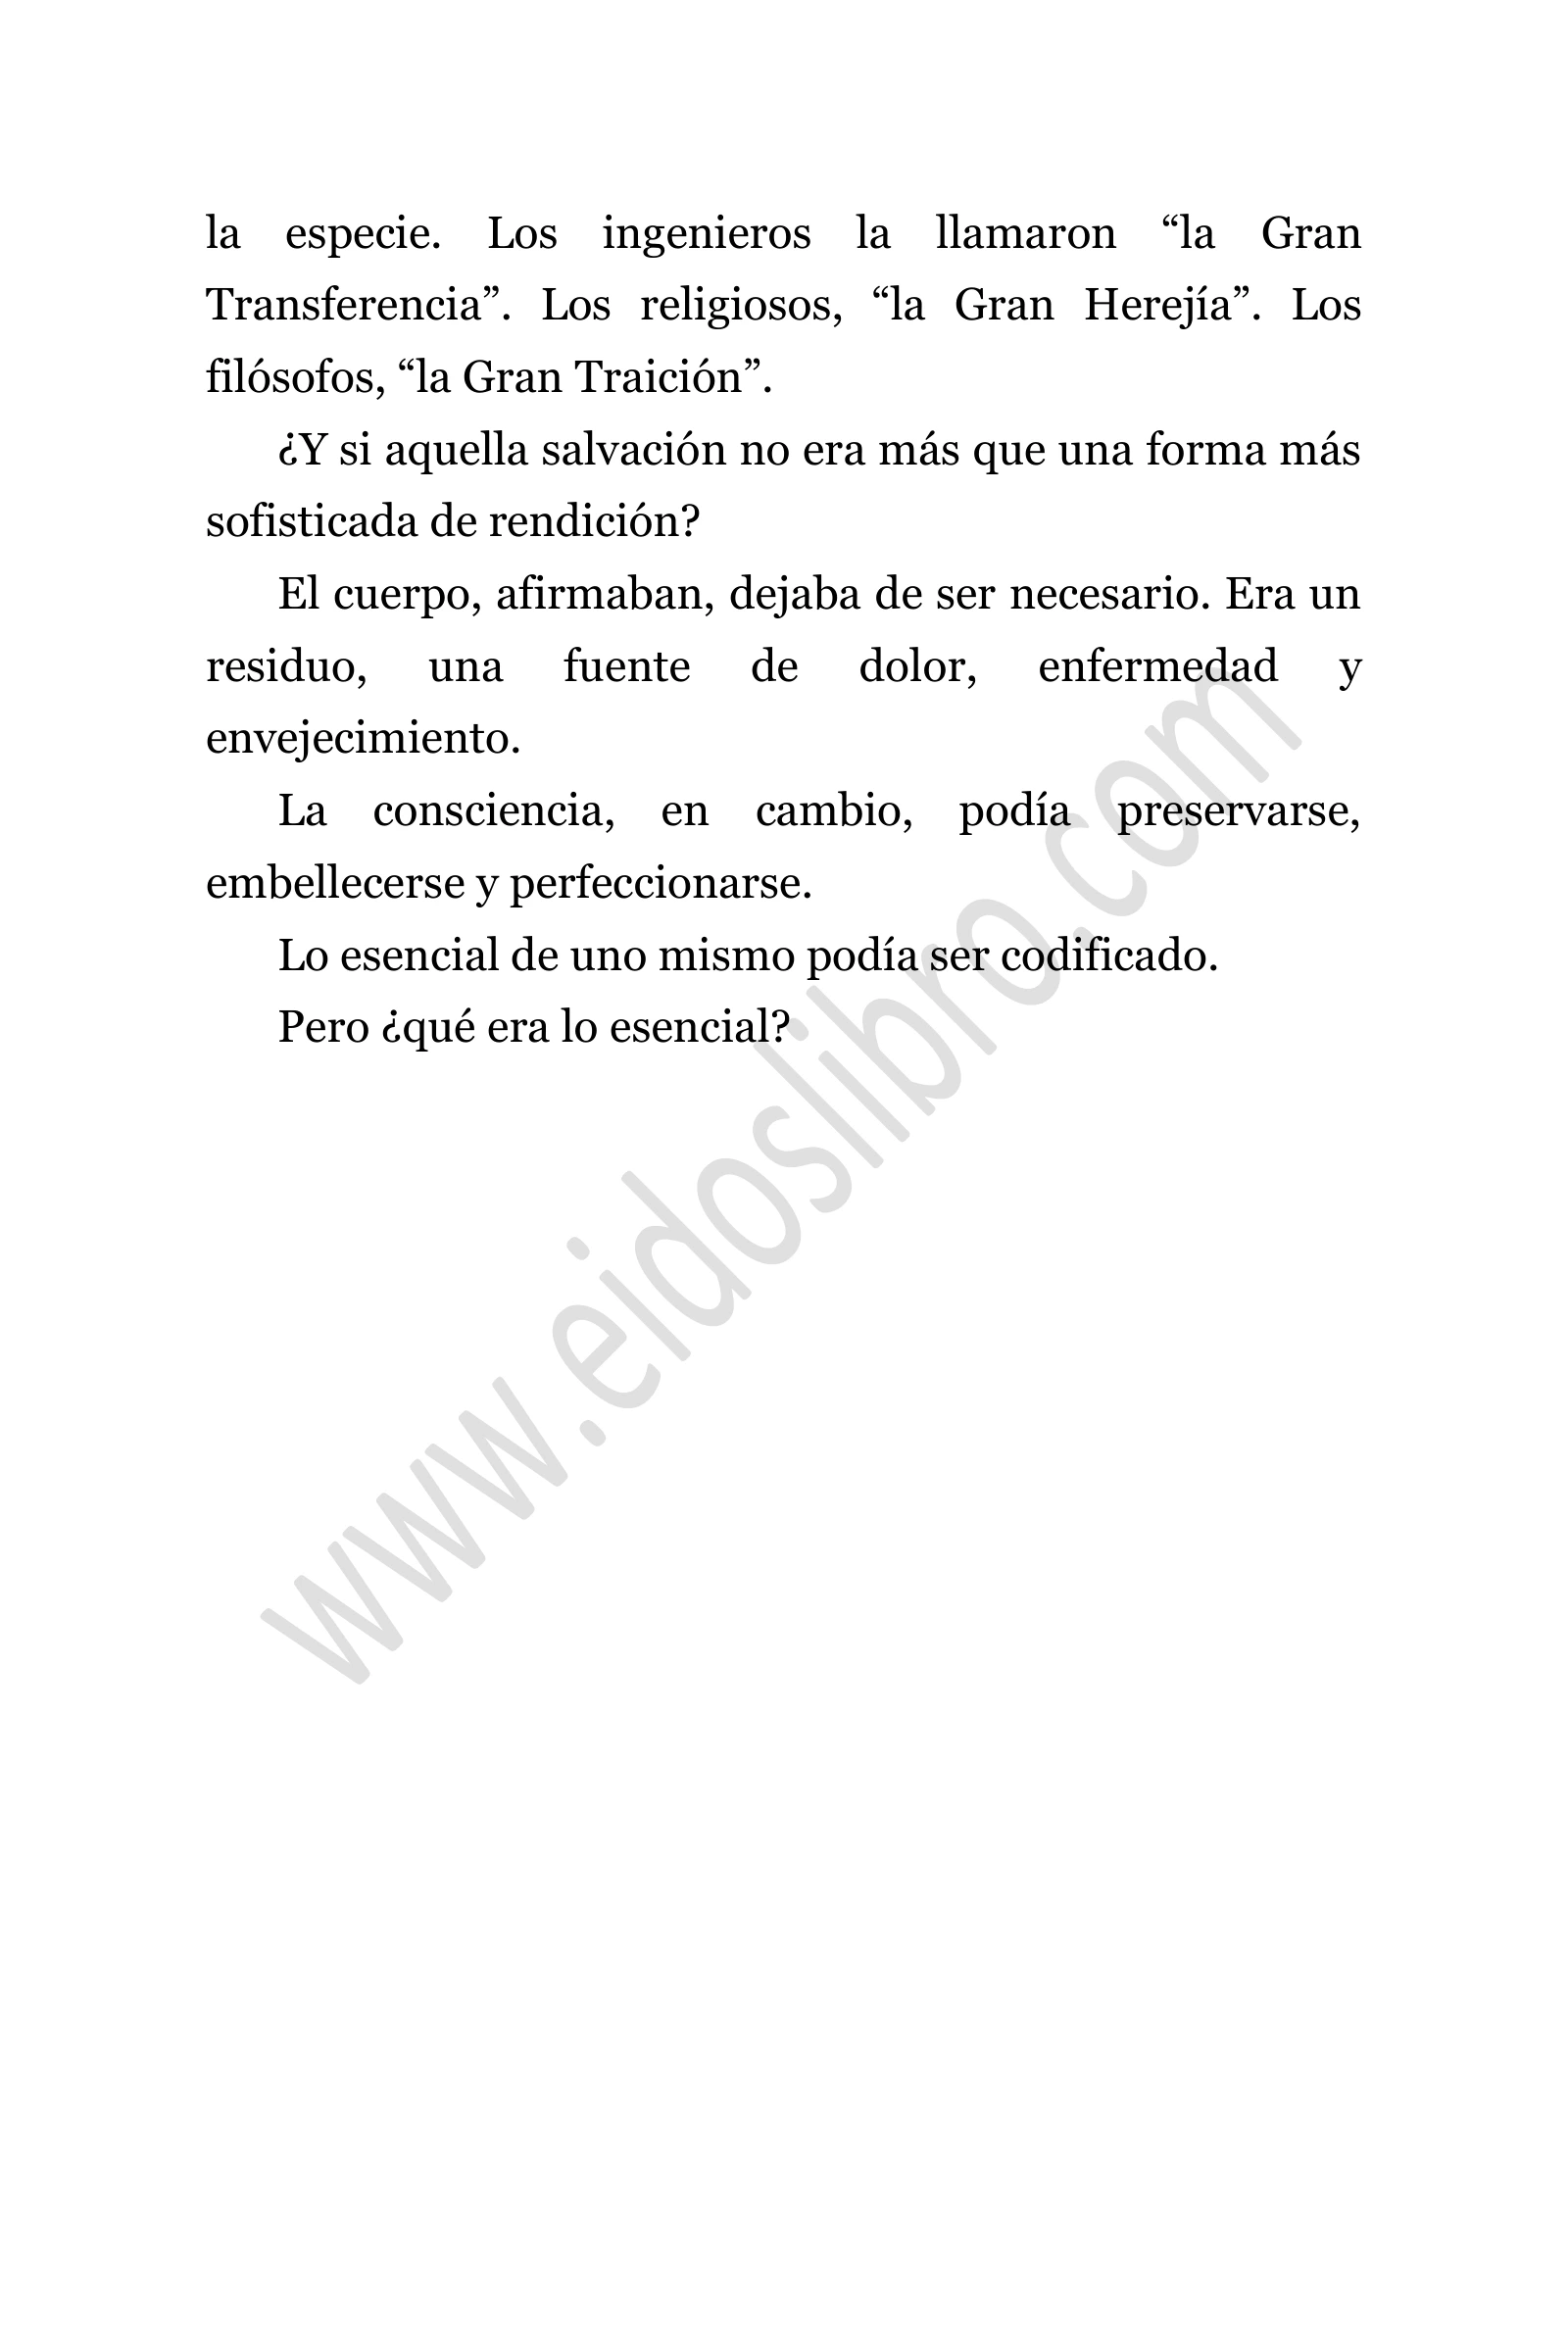 la especie. Los ingenieros la llamaron “la Gran
Transferencia”. Los religiosos, “la Gran Herejía”. Los
filósofos, “la Gran Traición”.
¿Y si aquella salvación no era más que una forma más
sofisticada de rendición?
El cuerpo, afirmaban, dejaba de ser necesario. Era un
residuo, una fuente de dolor, enfermedad y
envejecimiento.
La consciencia, en cambio, podía preservarse,
embellecerse y perfeccionarse.
Lo esencial de uno mismo podía ser codificado.
Pero ¿qué era lo esencial?
www.eidoslibro.com